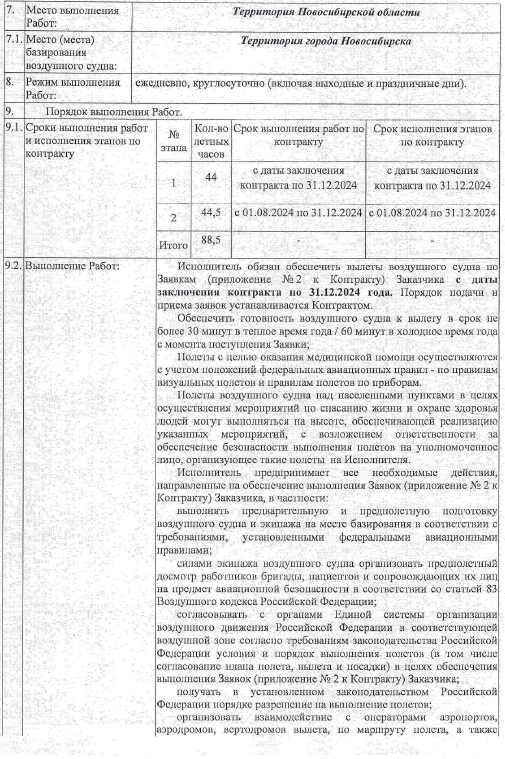 7. Место выполнения Работ: Территория Новосибирской области
7.1. Место (места) базирования воздушного судна: Территория города Новосибирска
8. Режим выполнения Работ: ежедневно, круглосуточно (включая выходные и праздничные дни).
9. Порядок выполнения Работ.
9.1. Сроки выполнения работ и исполнения этапов по контракту
№ этапа Кол-во летных часов Срок выполнения работ по контракту Срок исполнения этапов по контракту
1 44 с даты заключения контракта по 31.12.2024 с даты заключения контракта по 31.12.2024
2 44,5 с 01.08.2024 по 31.12.2024 с 01.08.2024 по 31.12.2024
Итого 88,5 - -
9.2. Выполнение Работ:
Исполнитель обязан обеспечить вылеты воздушного судна по
Заявкам (приложение № 2 к Контракту) Заказчика с даты
заключения контракта по 31.12.2024 года. Порядок подачи и
приема заявок устанавливается Контрактом.
Обеспечить готовность воздушного судна к вылету в срок не
более 30 минут в теплое время года / 60 минут в холодное время года
с момента поступления Заявки;
Полеты с целью оказания медицинской помощи осуществляются
с учетом положений федеральных авиационных правил - по правилам
визуальных полетов и правилам полетов по приборам.
Полеты воздушного судна над населенными пунктами в целях
осуществления мероприятий по спасанию жизни и охране здоровья
людей могут выполняться на высоте, обеспечивающей реализацию
указанных мероприятий, с возложением ответственности за
обеспечение безопасности выполнения полетов на уполномоченное
лицо, организующее такие полеты на Исполнителя.
Исполнитель предпринимает все необходимые действия,
направленные на обеспечение выполнения Заявок (приложение № 2 к
Контракту) Заказчика, в частности:
выполнять предварительную и предполетную подготовку
воздушного судна и экипажа на месте базирования в соответствии с
требованиями, установленными федеральными авиационными
правилами;
силами экипажа воздушного судна организовать предполетный
досмотр работников бригады, пациентов и сопровождающих их лиц
на предмет авиационной безопасности в соответствии со статьей 83
Воздушного кодекса Российской Федерации;
согласовывать с органами Единой системы организации
воздушного движения Российской Федерации в соответствующей
воздушной зоне согласно требованиям законодательства Российской
Федерации условия и порядок выполнения полетов (в том числе
согласование плана полета, вылета и посадки) в целях обеспечения
выполнения Заявок (приложение № 2 к Контракту) Заказчика;
получать в установленном законодательством Российской
Федерации порядке разрешение на выполнение полетов;
организовать взаимодействие с операторами аэропортов,
аэродромов, вертодромов вылета, по маршруту полета, а также